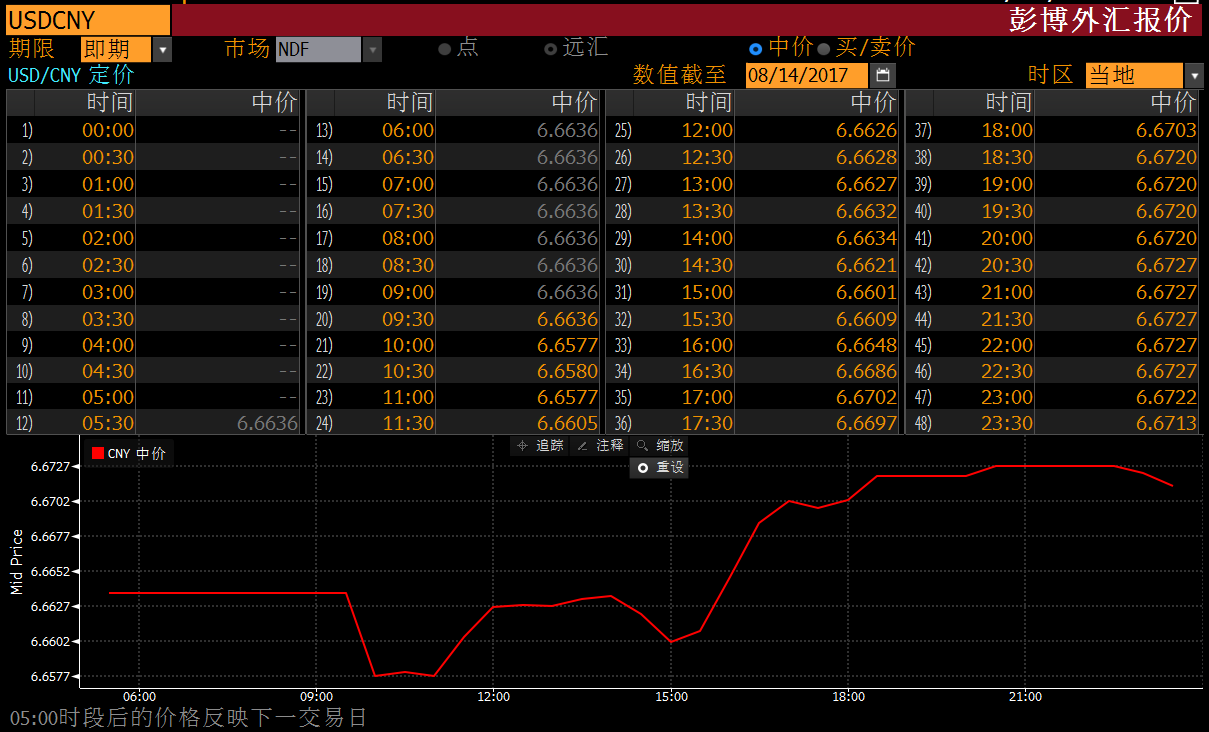 USDCNY 彭博外汇报价
期限 即期 市场 NDF 点 远汇 中价 买/卖价
USD/CNY 定价 数值截至 08/14/2017 时区 当地
时间 中价 时间 中价 时间 中价 时间 中价
1) 00:00 -- 13) 06:00 6.6636 25) 12:00 6.6626 37) 18:00 6.6703
2) 00:30 -- 14) 06:30 6.6636 26) 12:30 6.6628 38) 18:30 6.6720
3) 01:00 -- 15) 07:00 6.6636 27) 13:00 6.6627 39) 19:00 6.6720
4) 01:30 -- 16) 07:30 6.6636 28) 13:30 6.6632 40) 19:30 6.6720
5) 02:00 -- 17) 08:00 6.6636 29) 14:00 6.6634 41) 20:00 6.6720
6) 02:30 -- 18) 08:30 6.6636 30) 14:30 6.6621 42) 20:30 6.6727
7) 03:00 -- 19) 09:00 6.6636 31) 15:00 6.6601 43) 21:00 6.6727
8) 03:30 -- 20) 09:30 6.6636 32) 15:30 6.6609 44) 21:30 6.6727
9) 04:00 -- 21) 10:00 6.6577 33) 16:00 6.6648 45) 22:00 6.6727
10) 04:30 -- 22) 10:30 6.6580 34) 16:30 6.6686 46) 22:30 6.6727
11) 05:00 -- 23) 11:00 6.6577 35) 17:00 6.6702 47) 23:00 6.6722
12) 05:30 6.6636 24) 11:30 6.6605 36) 17:30 6.6697 48) 23:30 6.6713
CNY 中价 追踪 注释 缩放
重设
6.6727
6.6702
6.6677
6.6652
6.6627
6.6602
6.6577
Mid Price
06:00 09:00 12:00 15:00 18:00 21:00
05:00时段后的价格反映下一交易日